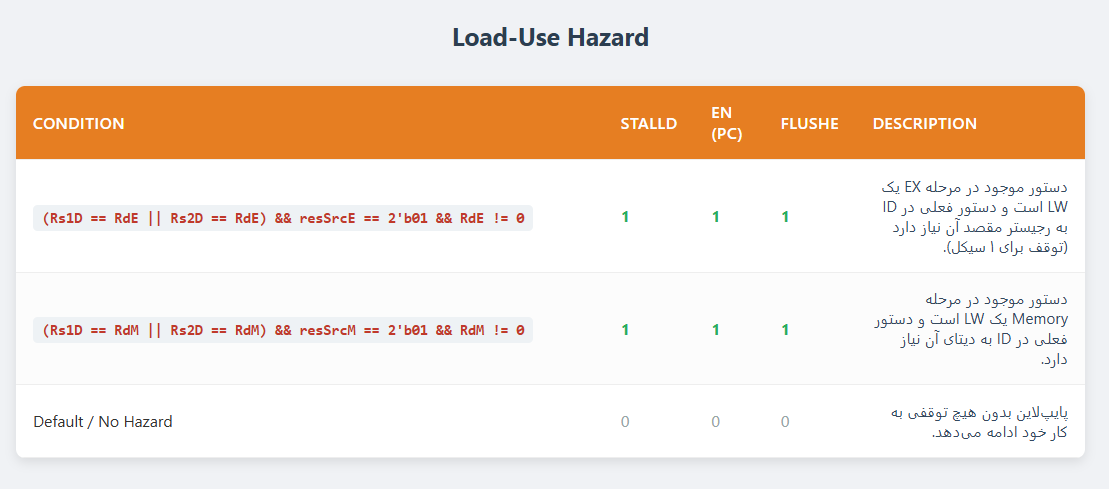 Load-Use Hazard
CONDITION
STALLD
EN
(PC)
FLUSHE
DESCRIPTION
(Rs1D == RdE || Rs2D == RdE) && resSrcE == 2'b01 && RdE != 0
1
1
1
دستور موجود در مرحله EX یک
LW است و دستور فعلی در ID
به رجیستر مقصد آن نیاز دارد
(توقف برای ۱ سیکل).
(Rs1D == RdM || Rs2D == RdM) && resSrcM == 2'b01 && RdM != 0
1
1
1
دستور موجود در مرحله
Memory یک LW است و دستور
فعلی در ID به دیتای آن نیاز
دارد.
Default / No Hazard
0
0
0
پایپ‌لاین بدون هیچ توقفی به
کار خود ادامه می‌دهد.